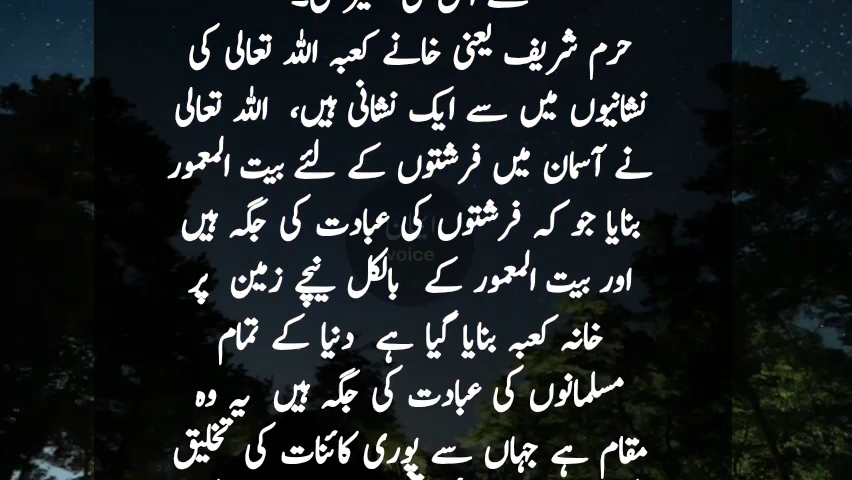 حرم شریف یعنی خانے کعبہ اللہ تعالی کی
نشانیوں میں سے ایک نشانی ہیں، اللہ تعالی
نے آسمان میں فرشتوں کے لئے بیت المعمور
بنایا جو کہ فرشتوں کی عبادت کی جگہ ہیں
اور بیت المعمور کے بالکل نیچے زمین پر
خانہ کعبہ بنایا گیا ہے دنیا کے تمام
مسلمانوں کی عبادت کی جگہ ہیں یہ وہ
مقام ہے جہاں سے پوری کائنات کی تخلیق
voice